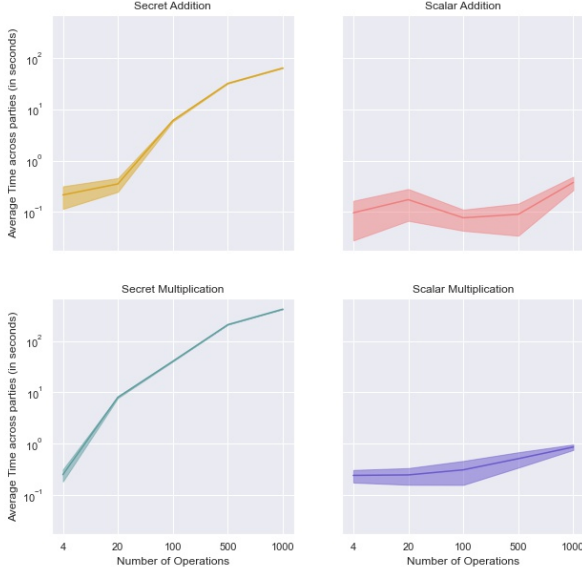 Secret Addition
Scalar Addition
Average Time across parties (in seconds)
10²
10¹
10⁰
10⁻¹
Secret Multiplication
Scalar Multiplication
Average Time across parties (in seconds)
10²
10¹
10⁰
10⁻¹
4 20 100 500 1000
4 20 100 500 1000
Number of Operations
Number of Operations